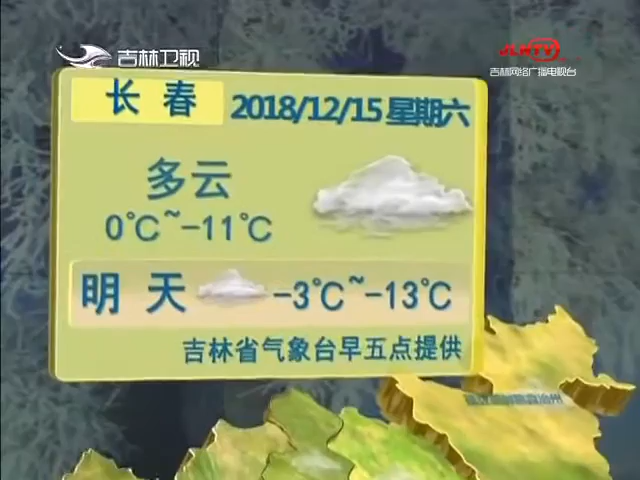 吉林卫视
JLNTV
吉林网络广播电视台
长春
2018/12/15 星期六
多云
0℃~-11℃
明天 -3℃~-13℃
吉林省气象台早五点提供